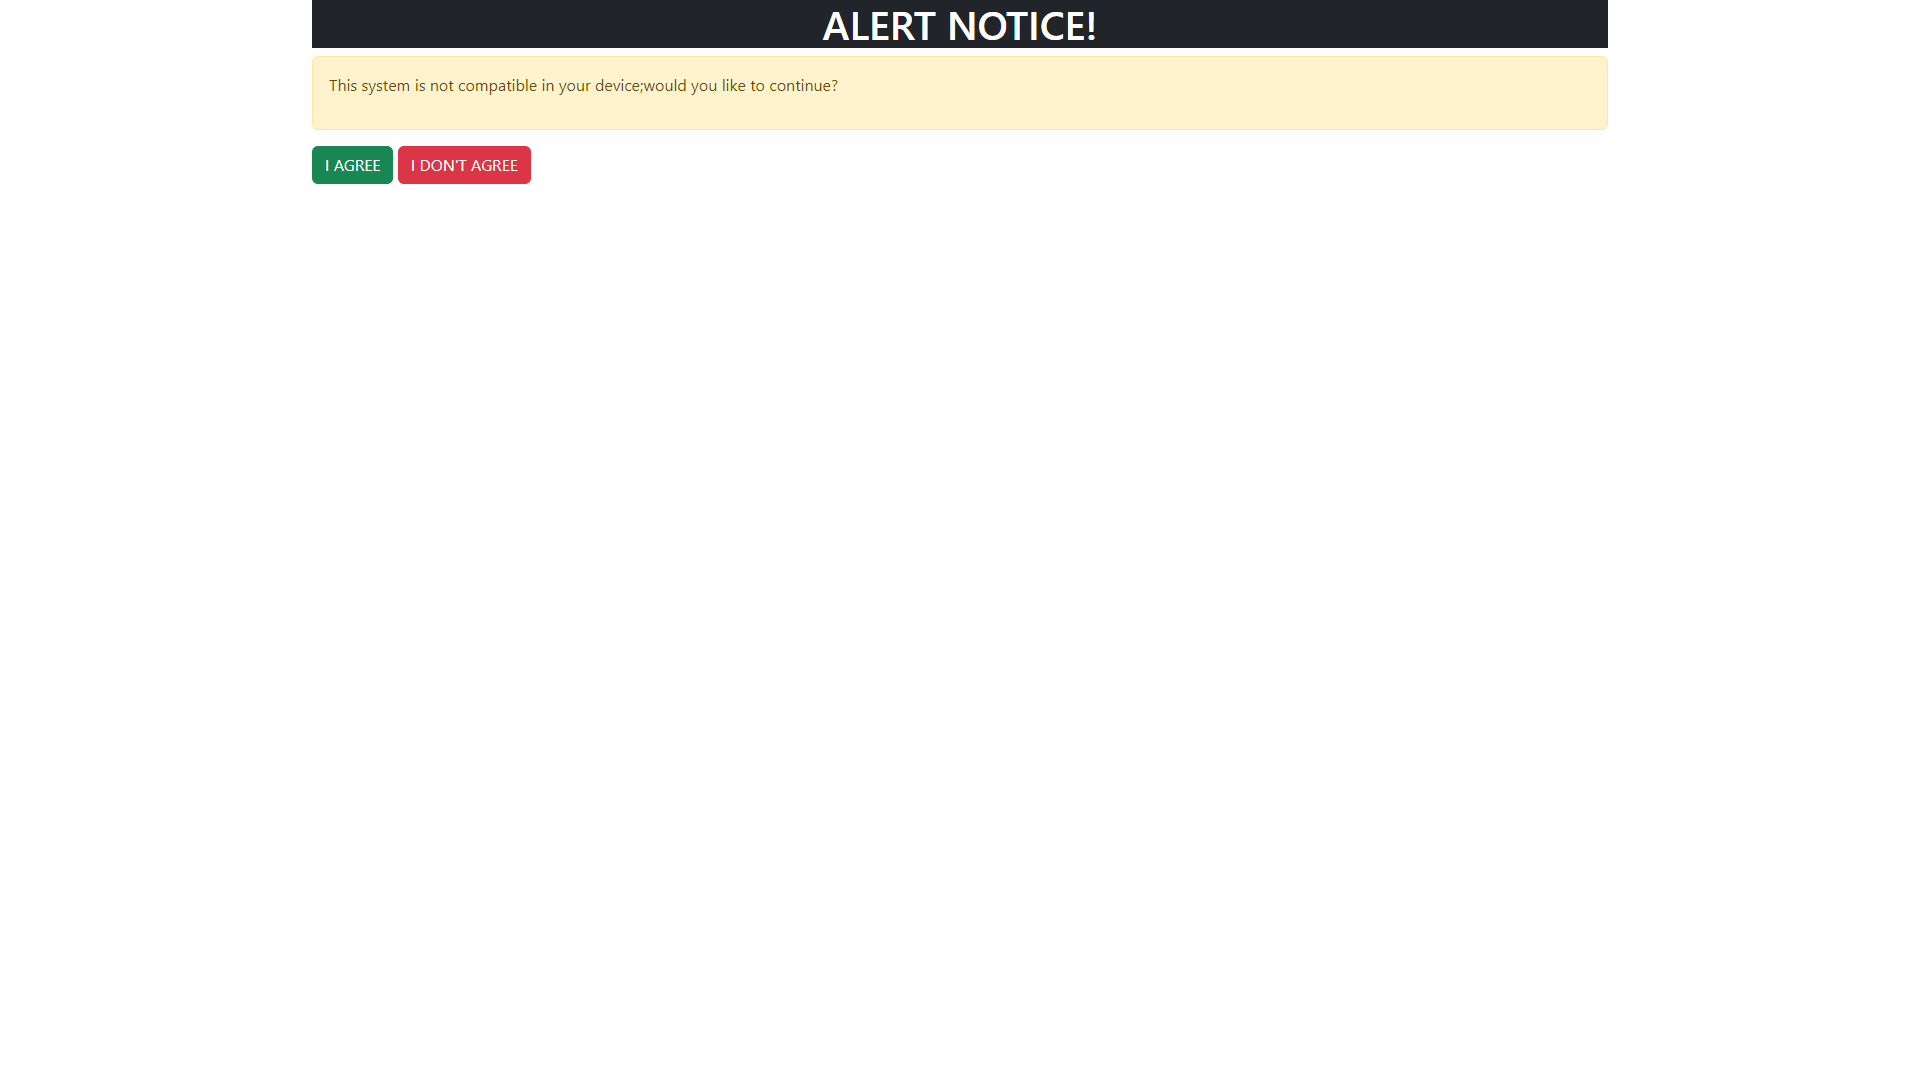 ALERT NOTICE!
This system is not compatible in your device;would you like to continue?
I AGREE
I DON'T AGREE